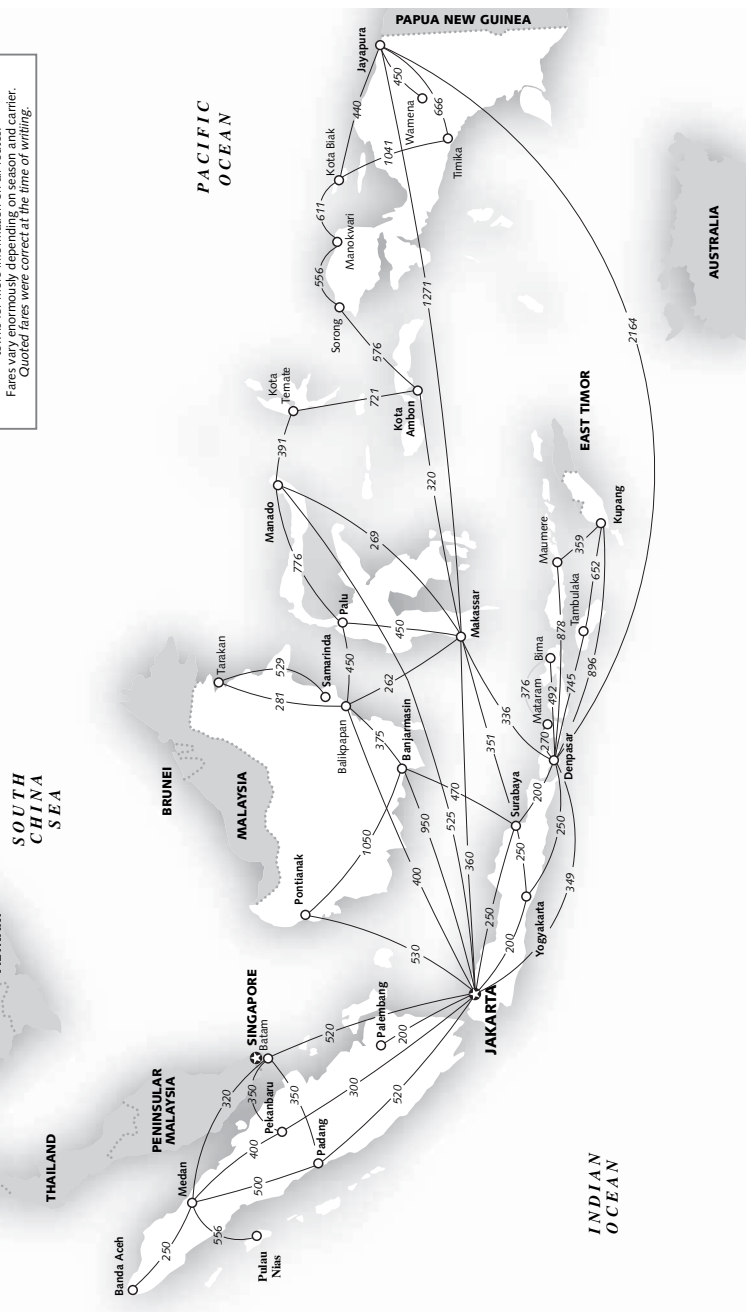 Fares vary enormously depending on season and carrier.
Quoted fares were correct at the time of writiing.
THAILAND
SOUTH
CHINA
SEA
PACIFIC
OCEAN
PAPUA NEW GUINEA
BRUNEI
MALAYSIA
PENINSULAR
MALAYSIA
SINGAPORE
Batam
Banda Aceh
250
Medan
556
Pulau
Nias
320
400
500
350
Pekanbaru
350
Padang
520
300
520
Palembang
200
JAKARTA
Pontianak
530
1050
Tarakan
281
529
Samarinda
Balikpapan
450
Palu
375
Banjarmasin
262
450
776
Manado
391
Kota
Temate
721
269
Kota
Ambon
320
576
Sorong
556
Manokwari
611
Kota Biak
440
1041
Jayapura
450
Wamena
666
Timika
1271
400
950
525
470
360
Makassar
351
336
250
200
Yogyakarta
250
Surabaya
200
250
349
Denpasar
270
Mataram
376
492
Bima
878
745
896
Tambulaka
652
Maumere
359
Kupang
EAST TIMOR
2164
AUSTRALIA
INDIAN
OCEAN